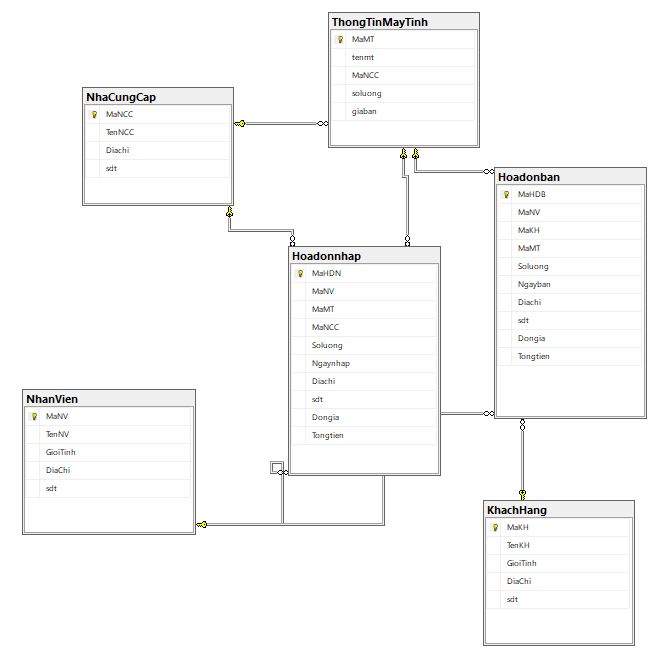 ThongTinMayTinh
MaMT
tenmt
MaNCC
soluong
giaban
NhaCungCap
MaNCC
TenNCC
Diachi
sdt
Hoadonban
MaHDB
MaNV
MaKH
MaMT
Soluong
Ngayban
Diachi
sdt
Dongia
Tongtien
Hoadonnhap
MaHDN
MaNV
MaMT
MaNCC
Soluong
Ngaynhap
Diachi
sdt
Dongia
Tongtien
NhanVien
MaNV
TenNV
GioiTinh
DiaChi
sdt
KhachHang
MaKH
TenKH
GioiTinh
DiaChi
sdt